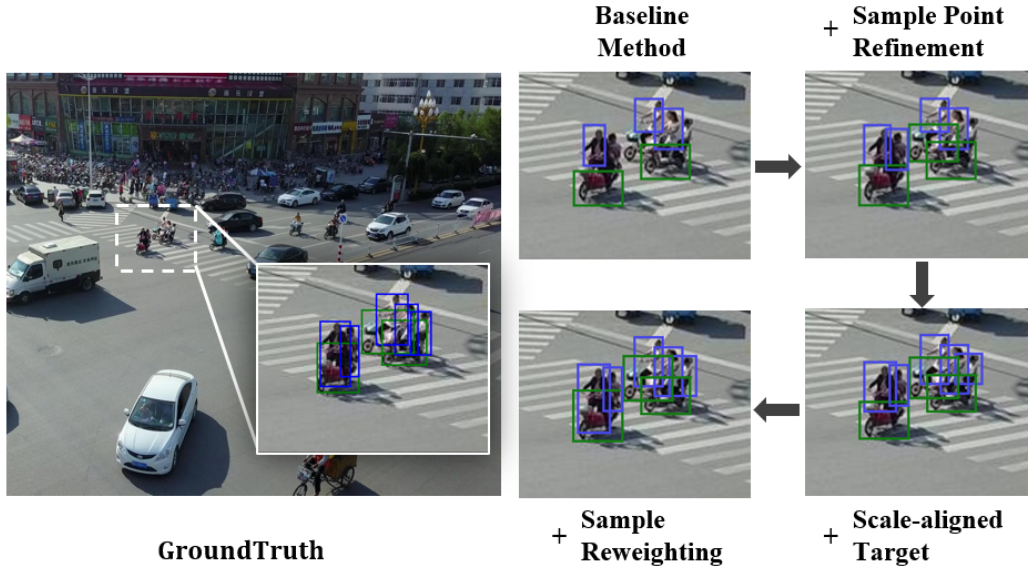 Baseline
Method
+ Sample Point
Refinement
GroundTruth
+ Sample
Reweighting
+ Scale-aligned
Target